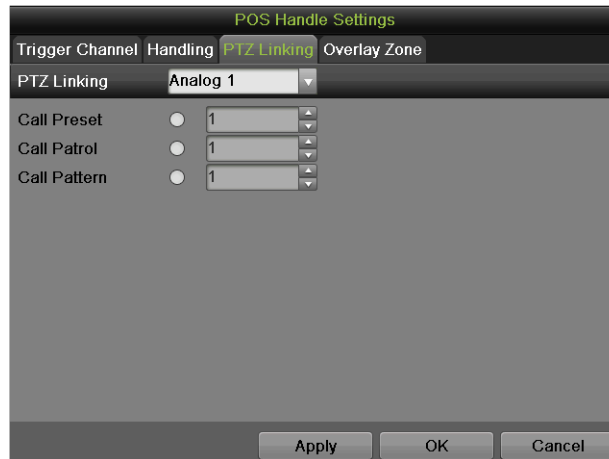 POS Handle Settings
Trigger Channel Handling PTZ Linking Overlay Zone
PTZ Linking Analog 1
Call Preset 1
Call Patrol 1
Call Pattern 1
Apply OK Cancel